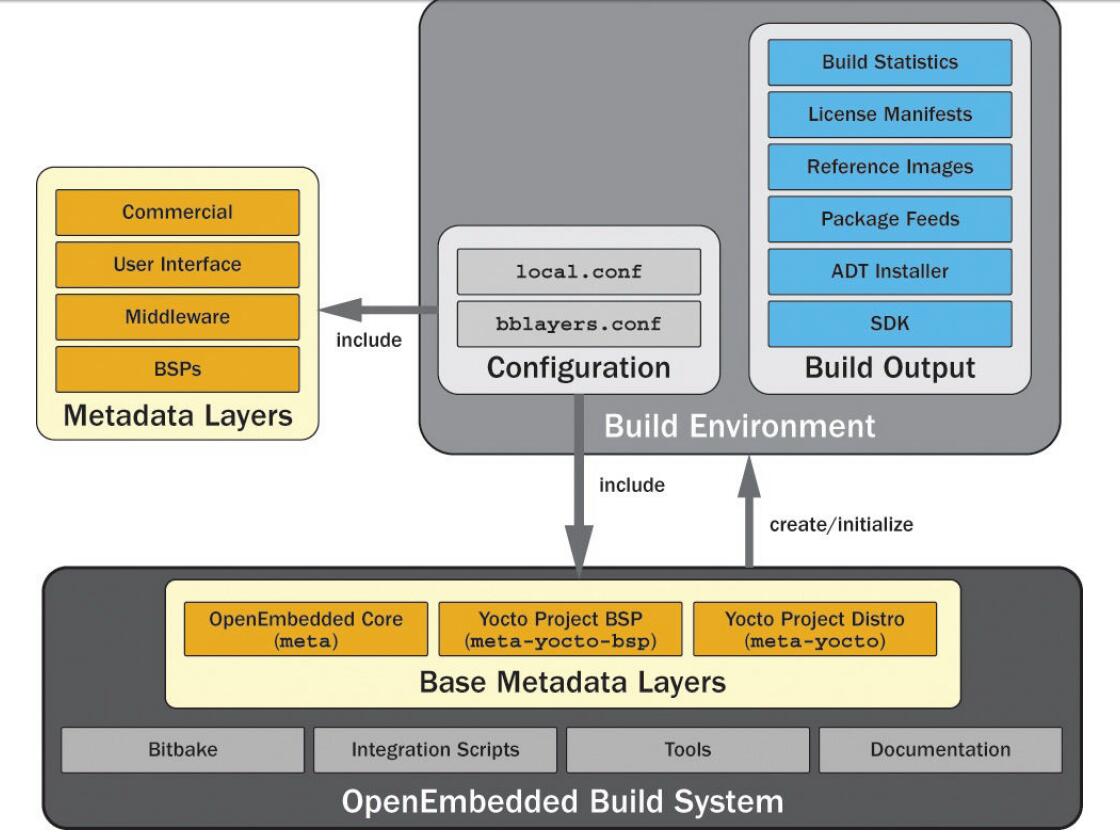 Build Statistics
License Manifests
Reference Images
Package Feeds
ADT Installer
SDK
Build Output
Commercial
User Interface
Middleware
BSPs
Metadata Layers
include
local.conf
bblayers.conf
Configuration
Build Environment
include
create/initialize
OpenEmbedded Core
(meta)
Yocto Project BSP
(meta-yocto-bsp)
Yocto Project Distro
(meta-yocto)
Base Metadata Layers
Bitbake
Integration Scripts
Tools
Documentation
OpenEmbedded Build System